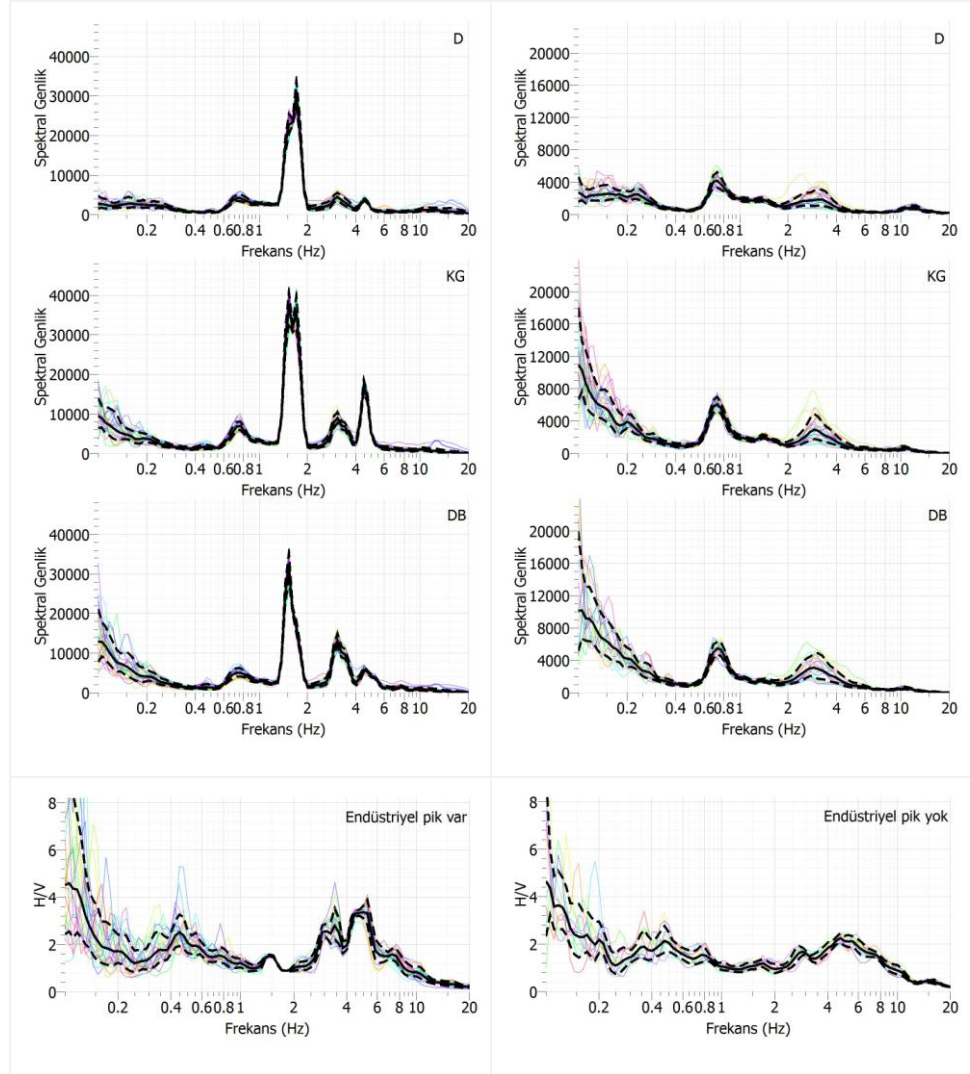 D
40000
30000
20000
10000
0
Spektral Genlik
0.2 0.4 0.60.81 2 4 6 8 10 20
Frekans (Hz)
D
20000
16000
12000
8000
4000
0
Spektral Genlik
0.2 0.4 0.60.81 2 4 6 8 10 20
Frekans (Hz)
KG
40000
30000
20000
10000
0
Spektral Genlik
0.2 0.4 0.60.81 2 4 6 8 10 20
Frekans (Hz)
KG
20000
16000
12000
8000
4000
0
Spektral Genlik
0.2 0.4 0.60.81 2 4 6 8 10 20
Frekans (Hz)
DB
40000
30000
20000
10000
0
Spektral Genlik
0.2 0.4 0.60.81 2 4 6 8 10 20
Frekans (Hz)
DB
20000
16000
12000
8000
4000
0
Spektral Genlik
0.2 0.4 0.60.81 2 4 6 8 10 20
Frekans (Hz)
Endüstriyel pik var
8
6
4
2
0
H/V
0.2 0.4 0.60.81 2 4 6 8 10 20
Frekans (Hz)
Endüstriyel pik yok
8
6
4
2
0
H/V
0.2 0.4 0.60.81 2 4 6 8 10 20
Frekans (Hz)